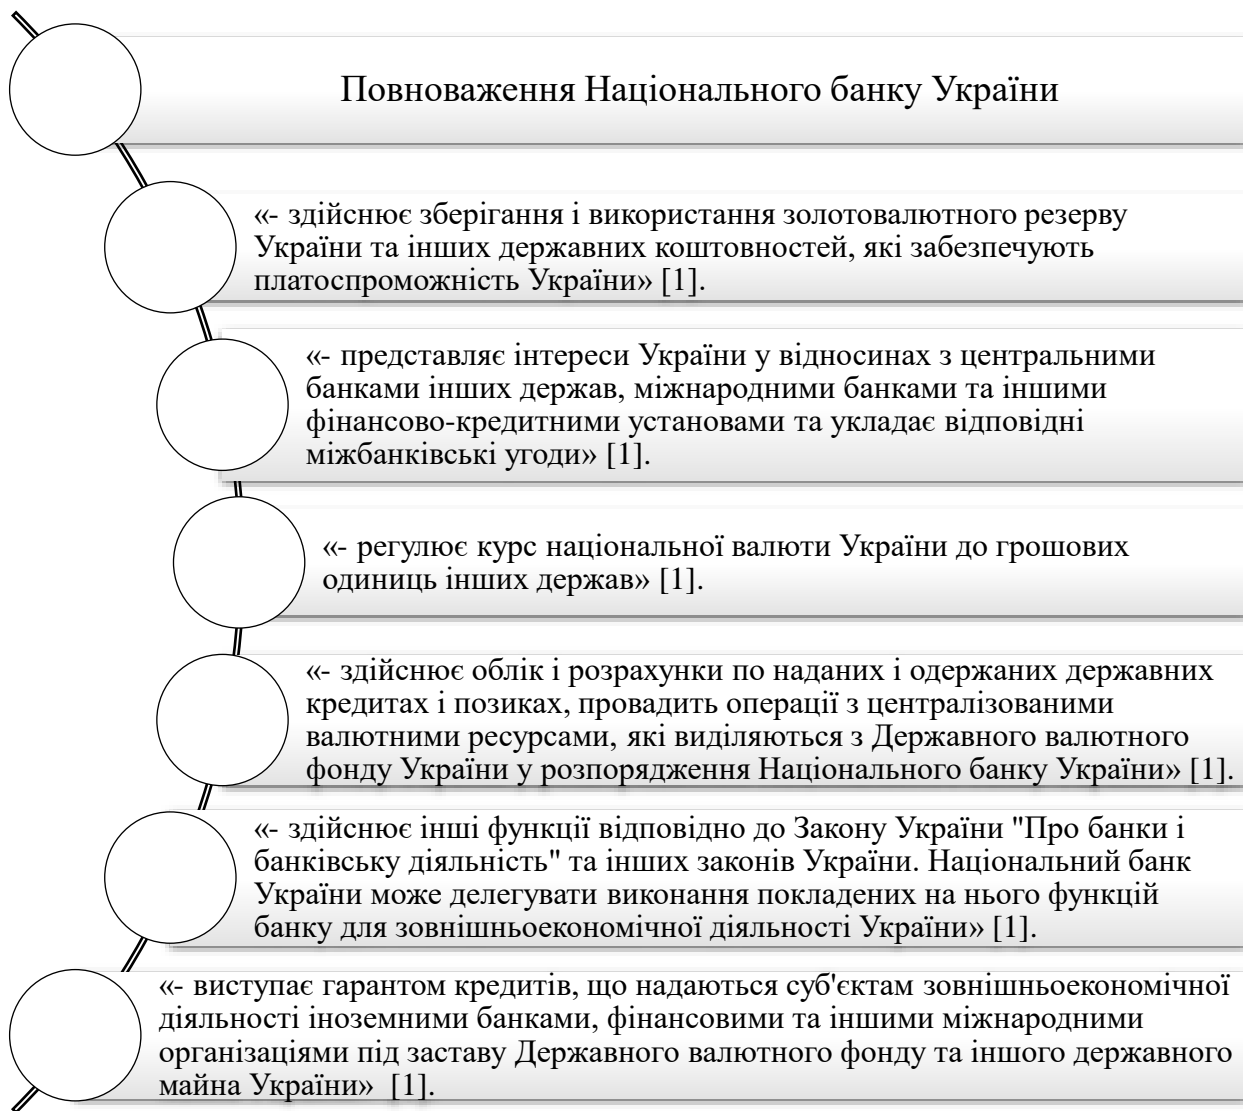 Повноваження Національного банку України
«- здійснює зберігання і використання золотовалютного резерву
України та інших державних коштовностей, які забезпечують
платоспроможність України» [1].
«- представляє інтереси України у відносинах з центральними
банками інших держав, міжнародними банками та іншими
фінансово-кредитними установами та укладає відповідні
міжбанківські угоди» [1].
«- регулює курс національної валюти України до грошових
одиниць інших держав» [1].
«- здійснює облік і розрахунки по наданих і одержаних державних
кредитах і позиках, провадить операції з централізованими
валютними ресурсами, які виділяються з Державного валютного
фонду України у розпорядження Національного банку України» [1].
«- здійснює інші функції відповідно до Закону України "Про банки і
банківську діяльність" та інших законів України. Національний банк
України може делегувати виконання покладених на нього функцій
банку для зовнішньоекономічної діяльності України» [1].
«- виступає гарантом кредитів, що надаються суб'єктам зовнішньоекономічної
діяльності іноземними банками, фінансовими та іншими міжнародними
організаціями під заставу Державного валютного фонду та іншого державного
майна України» [1].